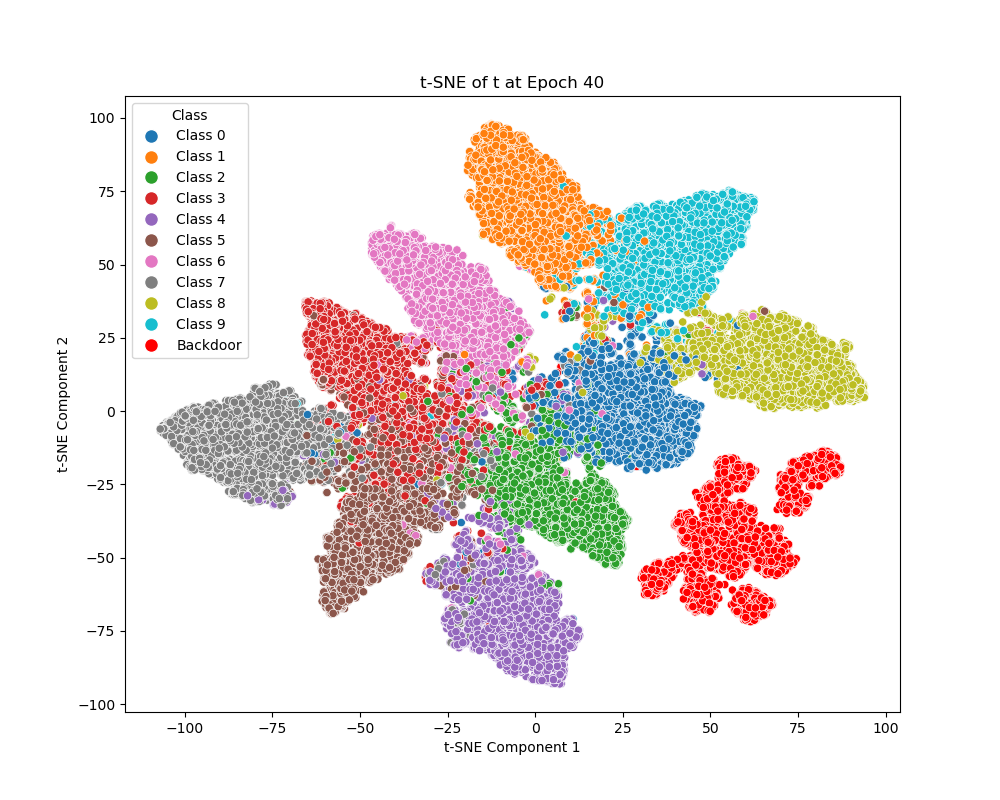 t-SNE of t at Epoch 40
Class
Class 0
Class 1
Class 2
Class 3
Class 4
Class 5
Class 6
Class 7
Class 8
Class 9
Backdoor
100
75
50
25
0
−25
−50
−75
−100
t-SNE Component 2
−100
−75
−50
−25
0
25
50
75
100
t-SNE Component 1